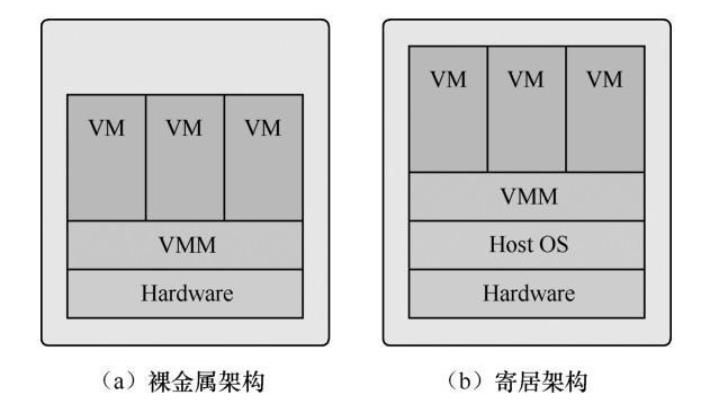 VM VM VM
VMM
Hardware
（a）裸金属架构
VM VM VM
VMM
Host OS
Hardware
（b）寄居架构